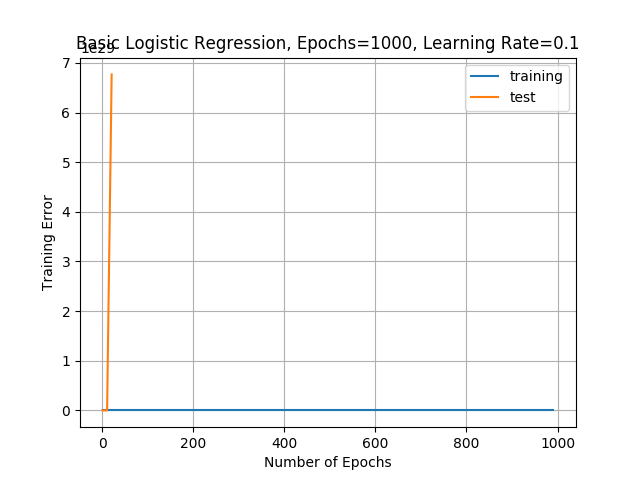 Basic Logistic Regression, Epochs=1000, Learning Rate=0.1
1e29
7
6
5
4
3
2
1
0
Training Error
training
test
0 200 400 600 800 1000
Number of Epochs